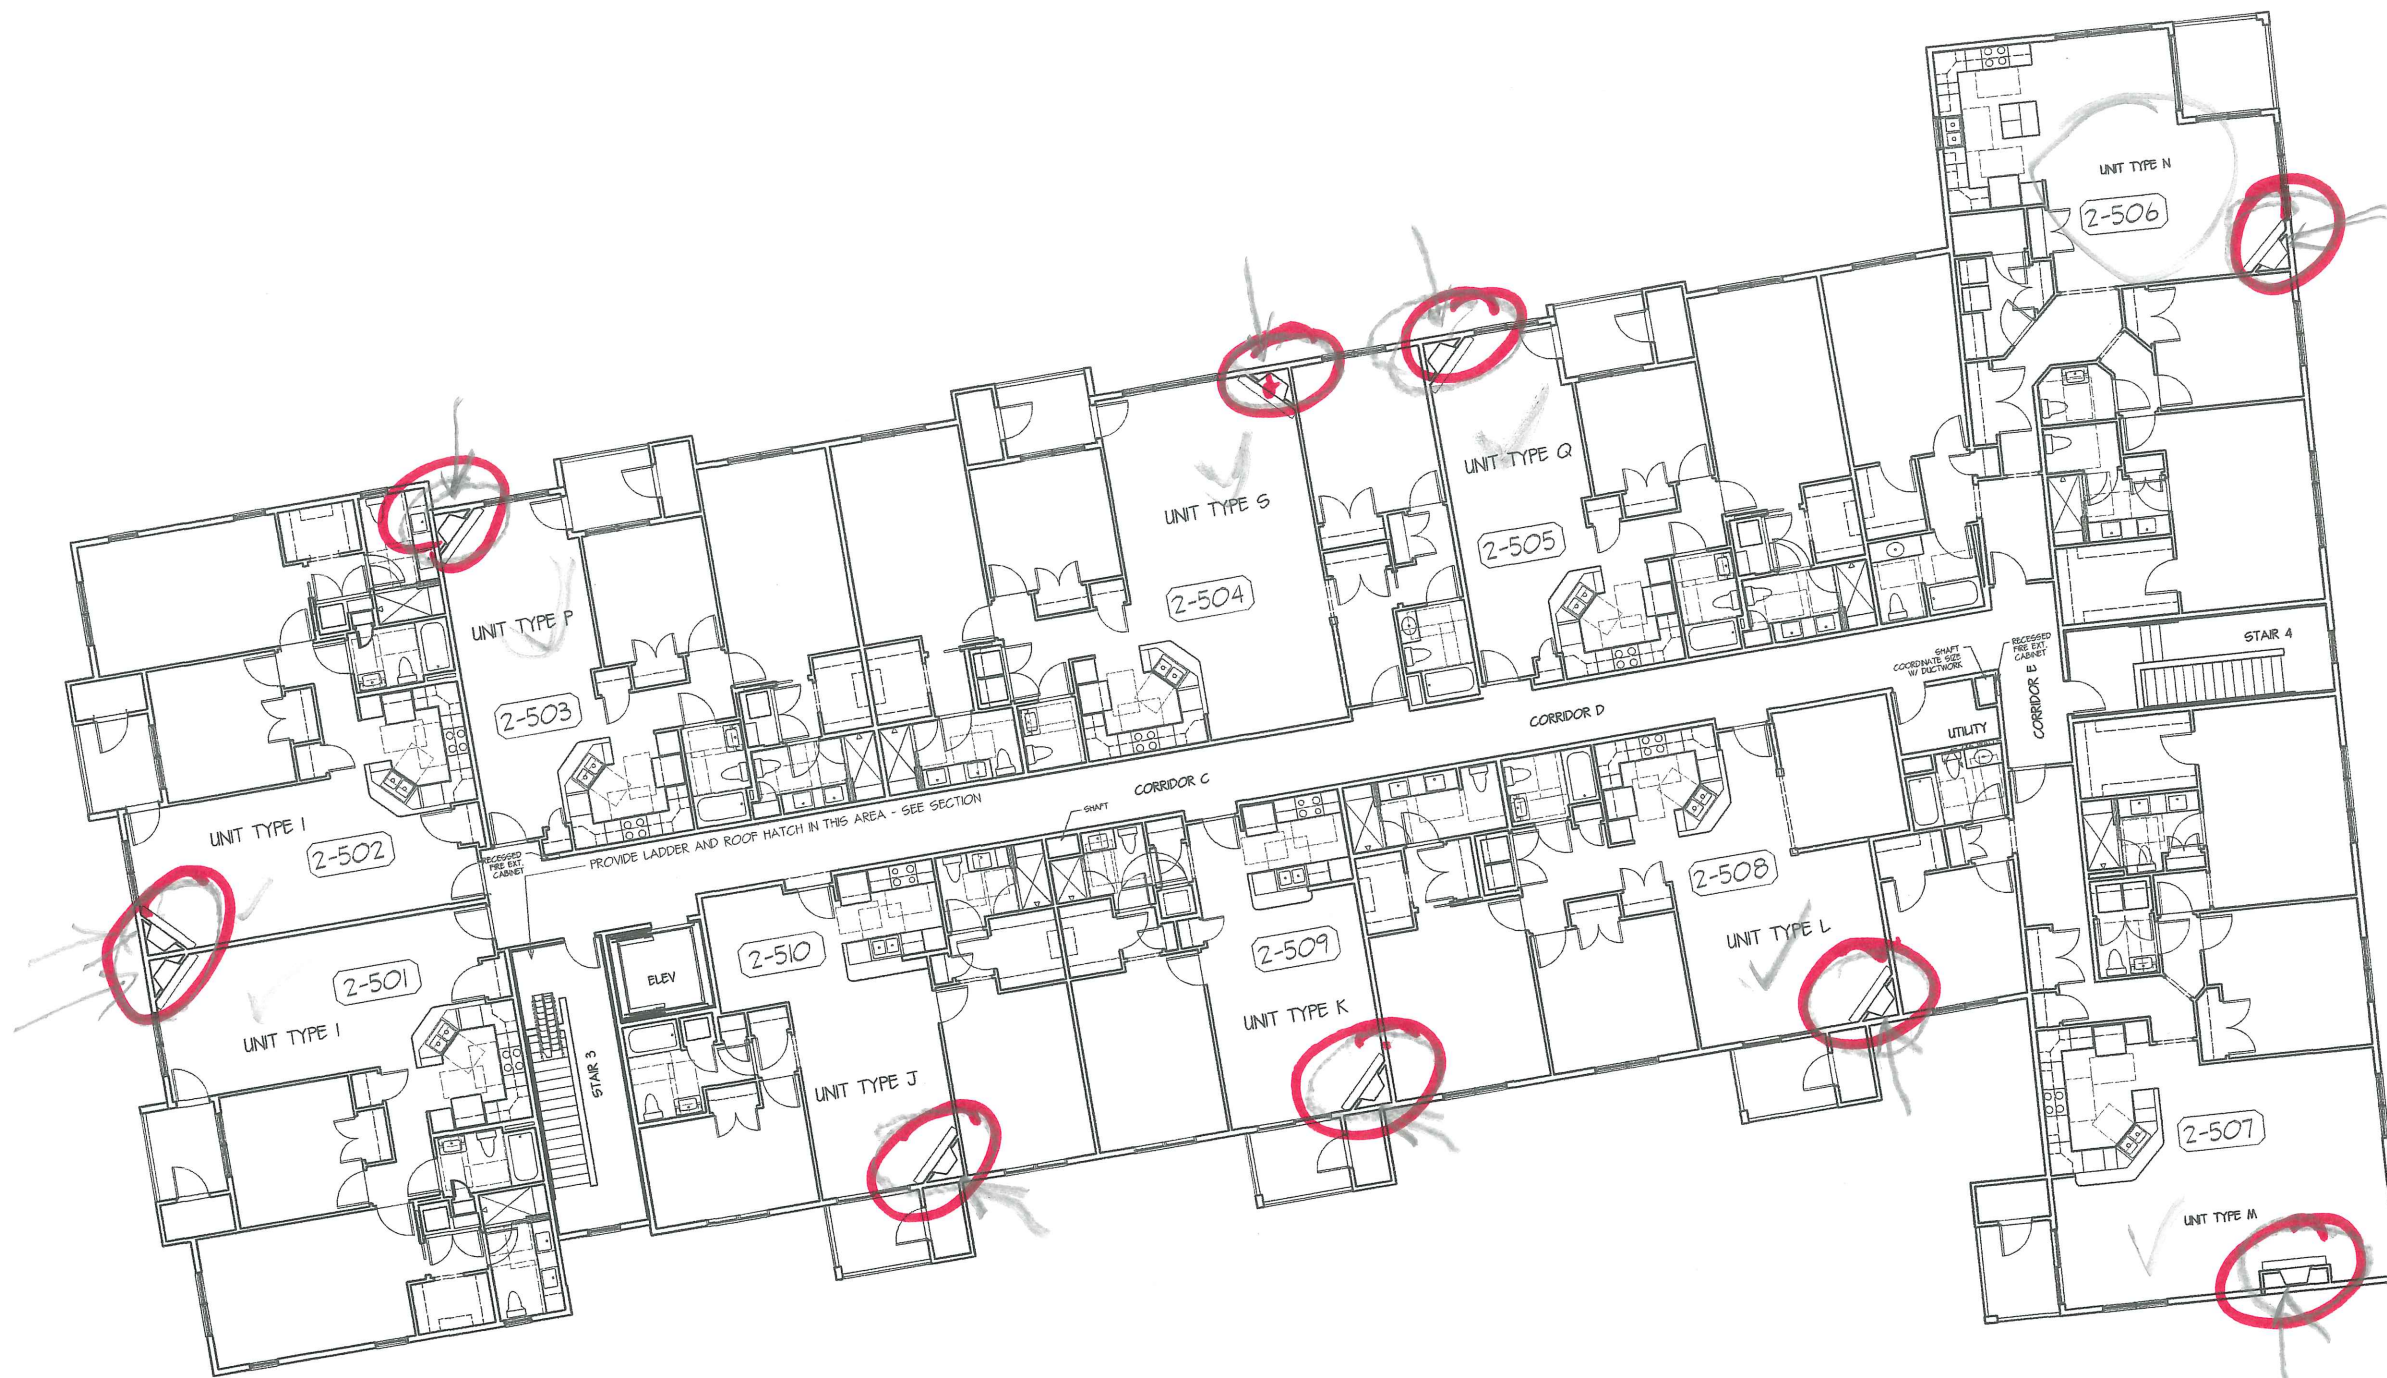 UNIT TYPE N
2-506
UNIT TYPE Q
2-505
UNIT TYPE S
2-504
UNIT TYPE P
2-503
UNIT TYPE I
2-502
2-501
UNIT TYPE I
RECESSED
FIRE EXT.
CABINET
PROVIDE LADDER AND ROOF HATCH IN THIS AREA - SEE SECTION
SHAFT
CORRIDOR C
CORRIDOR D
SHAFT
COORDINATE SIZE
W/ DUCTWORK
RECESSED
FIRE EXT.
CABINET
STAIR 4
CORRIDOR E
UTILITY
ELEV
STAIR 3
2-510
UNIT TYPE J
2-509
UNIT TYPE K
2-508
UNIT TYPE L
2-507
UNIT TYPE M